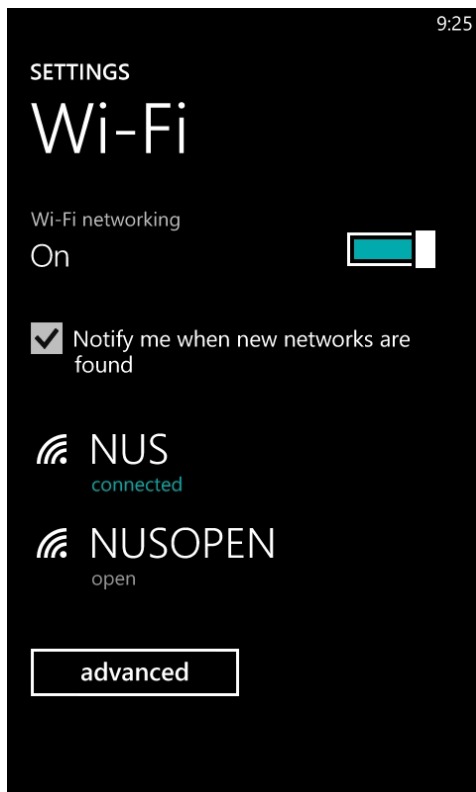 9:25
SETTINGS
Wi-Fi
Wi-Fi networking
On
Notify me when new networks are
found
NUS
connected
NUSOPEN
open
advanced